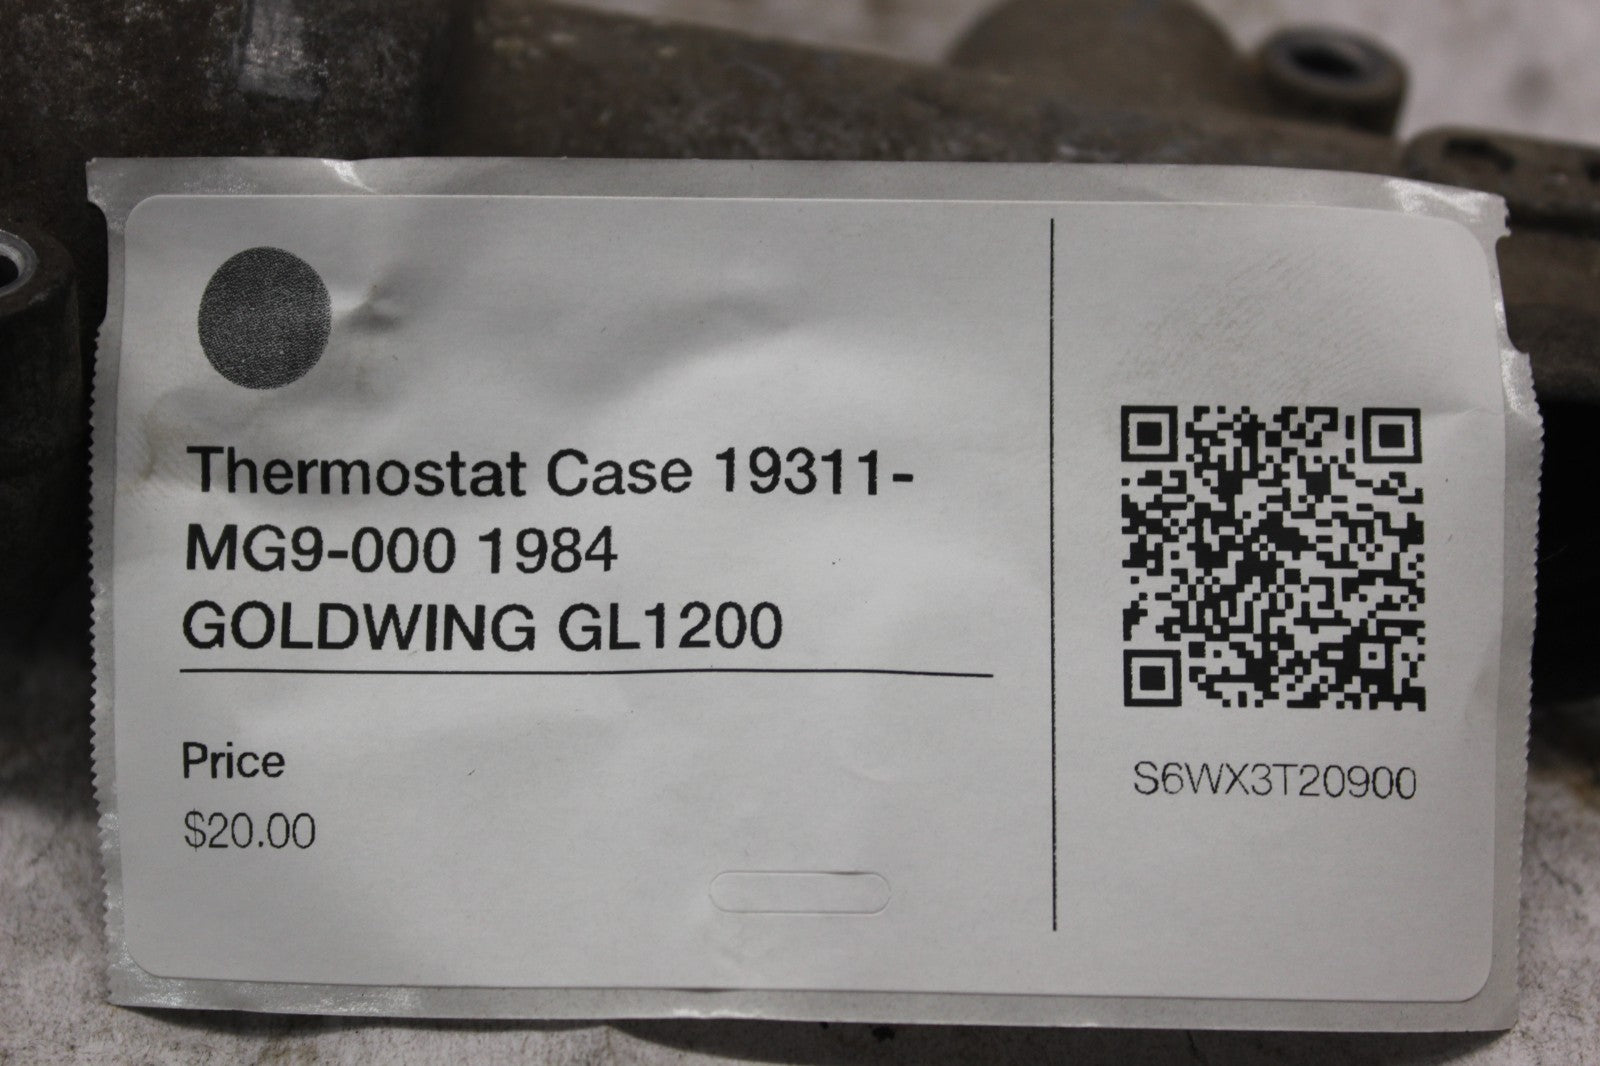 Thermostat Case 19311-
MG9-000 1984
GOLDWING GL1200
Price
$20.00
S6WX3T20900